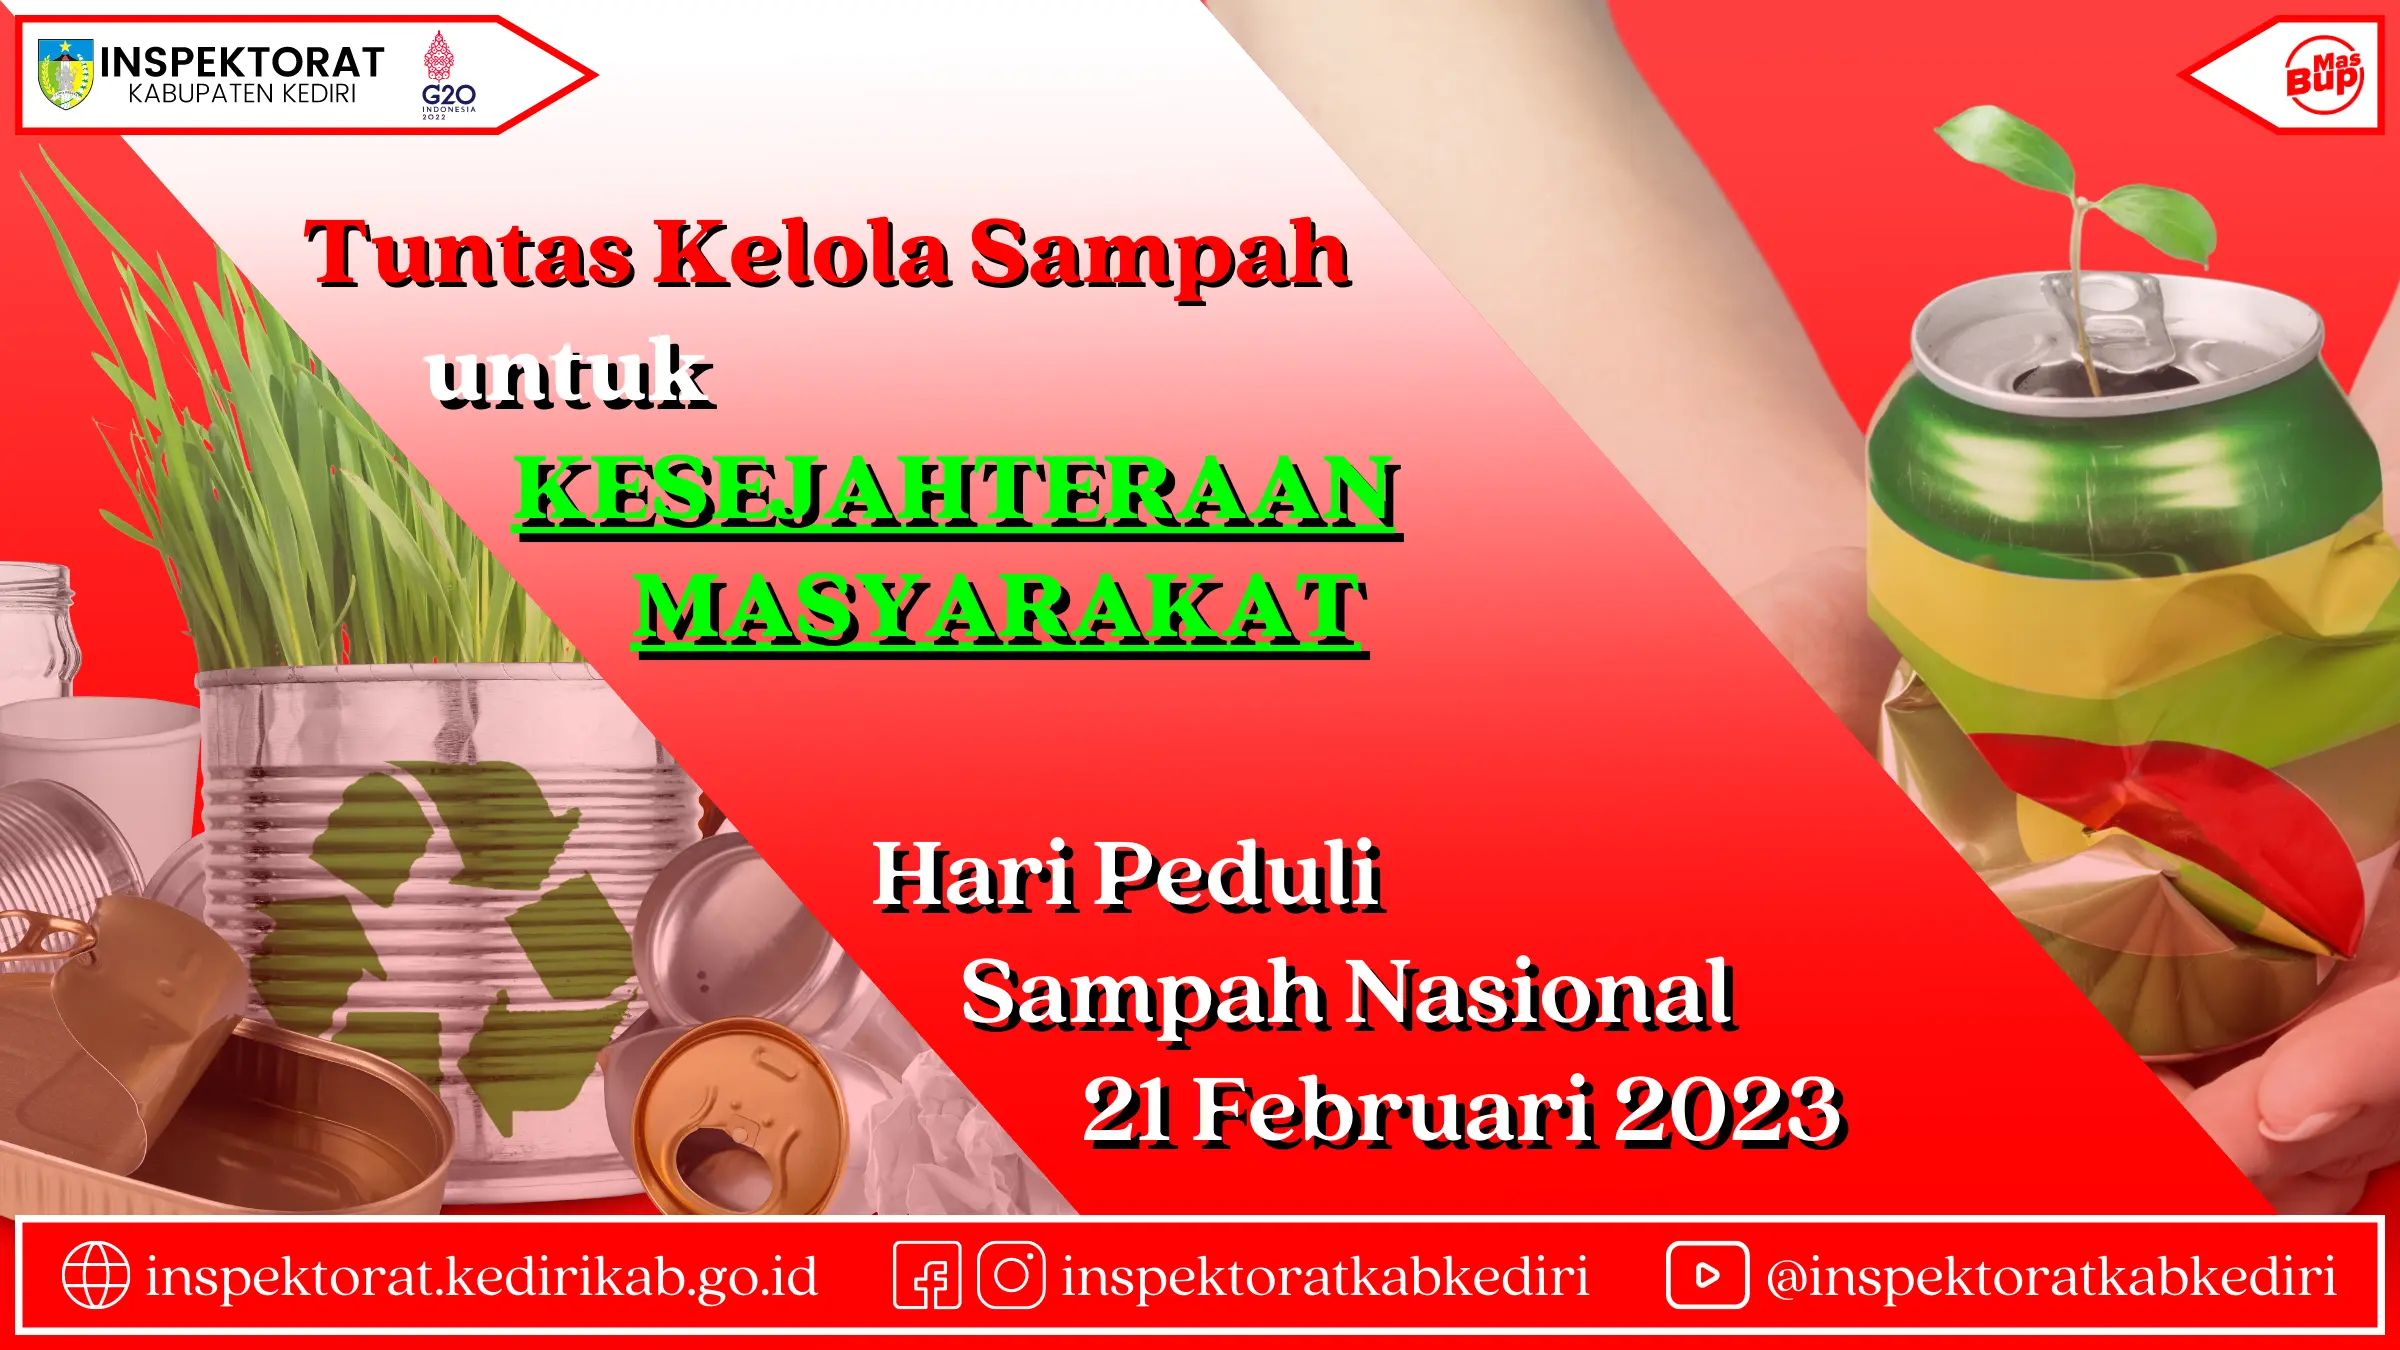 INSPEKTORAT
KABUPATEN KEDIRI
G20
INDONESIA
2022
Mas
Bup
Tuntas Kelola Sampah
untuk
KESEJAHTERAAN
MASYARAKAT
Hari Peduli
Sampah Nasional
21 Februari 2023
inspektorat.kedirikab.go.id
inspektoratkabkediri
@inspektoratkabkediri